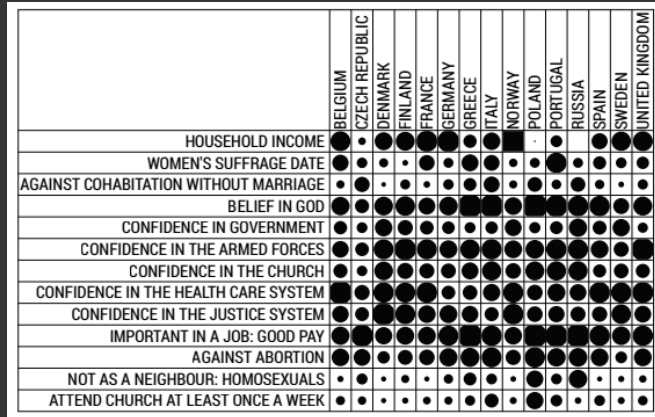 BELGIUM
CZECH REPUBLIC
DENMARK
FINLAND
FRANCE
GERMANY
GREECE
ITALY
NORWAY
POLAND
PORTUGAL
RUSSIA
SPAIN
SWEDEN
UNITED KINGDOM
HOUSEHOLD INCOME
WOMEN'S SUFFRAGE DATE
AGAINST COHABITATION WITHOUT MARRIAGE
BELIEF IN GOD
CONFIDENCE IN GOVERNMENT
CONFIDENCE IN THE ARMED FORCES
CONFIDENCE IN THE CHURCH
CONFIDENCE IN THE HEALTH CARE SYSTEM
CONFIDENCE IN THE JUSTICE SYSTEM
IMPORTANT IN A JOB: GOOD PAY
AGAINST ABORTION
NOT AS A NEIGHBOUR: HOMOSEXUALS
ATTEND CHURCH AT LEAST ONCE A WEEK